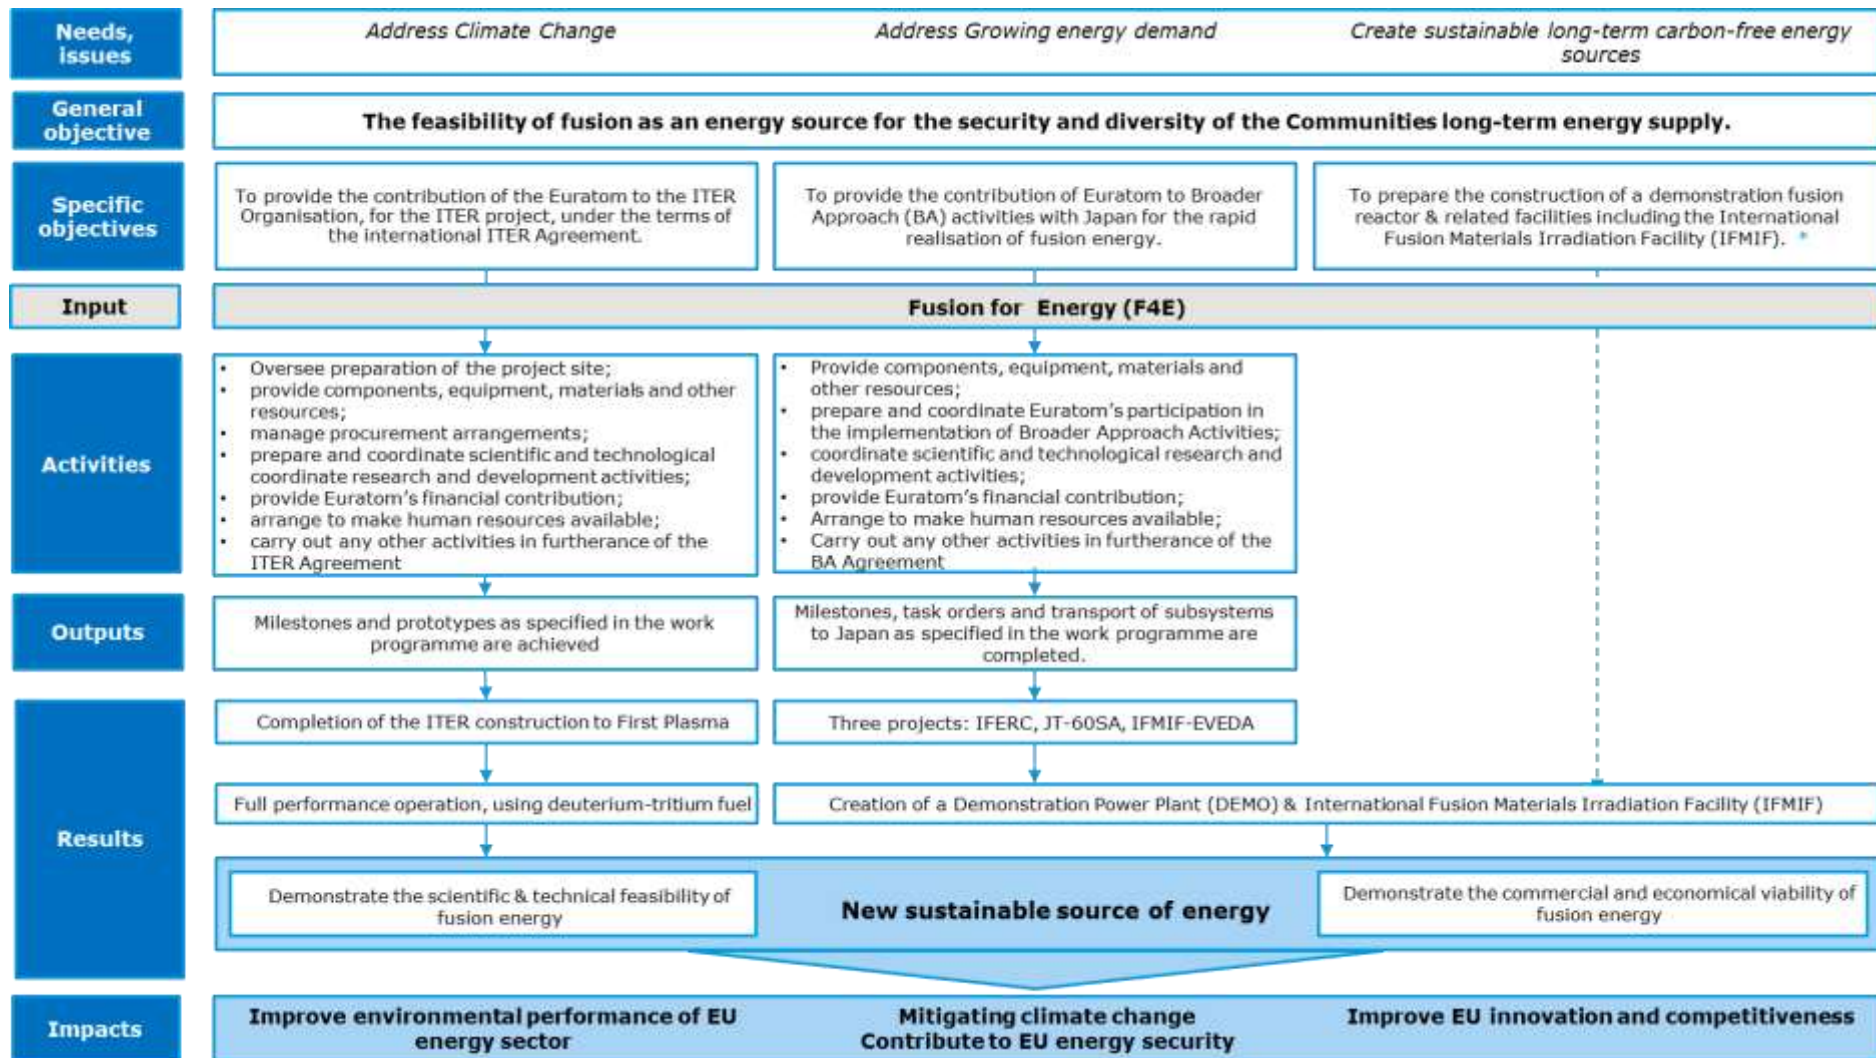 Needs,
issues
Address Climate Change
Address Growing energy demand
Create sustainable long-term carbon-free energy
sources
General
objective
The feasibility of fusion as an energy source for the security and diversity of the Communities long-term energy supply.
Specific
objectives
To provide the contribution of the Euratom to the ITER
Organisation, for the ITER project, under the terms of
the international ITER Agreement.
To provide the contribution of Euratom to Broader
Approach (BA) activities with Japan for the rapid
realisation of fusion energy.
To prepare the construction of a demonstration fusion
reactor & related facilities including the International
Fusion Materials Irradiation Facility (IFMIF). *
Input
Fusion for Energy (F4E)
Activities
• Oversee preparation of the project site;
• provide components, equipment, materials and other
resources;
• manage procurement arrangements;
• prepare and coordinate scientific and technological
coordinate research and development activities;
• provide Euratom's financial contribution;
• arrange to make human resources available;
• carry out any other activities in furtherance of the
ITER Agreement
• Provide components, equipment, materials and
other resources;
• prepare and coordinate Euratom's participation in
the implementation of Broader Approach Activities;
• coordinate scientific and technological research and
development activities;
• provide Euratom's financial contribution;
• Arrange to make human resources available;
• Carry out any other activities in furtherance of the
BA Agreement
Outputs
Milestones and prototypes as specified in the work
programme are achieved
Milestones, task orders and transport of subsystems
to Japan as specified in the work programme are
completed.
Results
Completion of the ITER construction to First Plasma
Three projects: IFERC, JT-60SA, IFMIF-EVEDA
Full performance operation, using deuterium-tritium fuel
Creation of a Demonstration Power Plant (DEMO) & International Fusion Materials Irradiation Facility (IFMIF)
Demonstrate the scientific & technical feasibility of
fusion energy
New sustainable source of energy
Demonstrate the commercial and economical viability of
fusion energy
Impacts
Improve environmental performance of EU
energy sector
Mitigating climate change
Contribute to EU energy security
Improve EU innovation and competitiveness